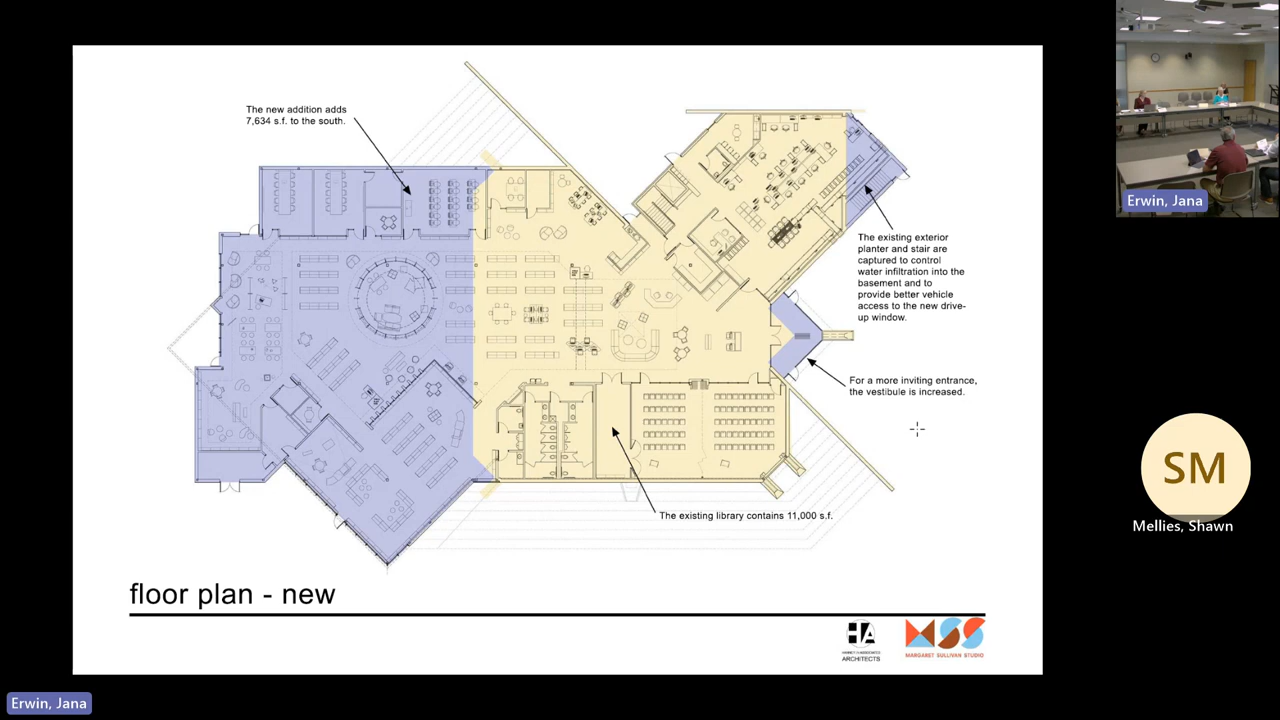 The new addition adds
7,634 s.f. to the south.
The existing exterior
planter and stair are
captured to control
water infiltration into the
basement and to
provide better vehicle
access to the new drive-
up window.
For a more inviting entrance,
the vestibule is increased.
The existing library contains 11,000 s.f.
floor plan - new
HA
ARCHITECTS
MSS
MARGARET SULLIVAN STUDIO
Erwin, Jana
SM
Mellies, Shawn
Erwin, Jana